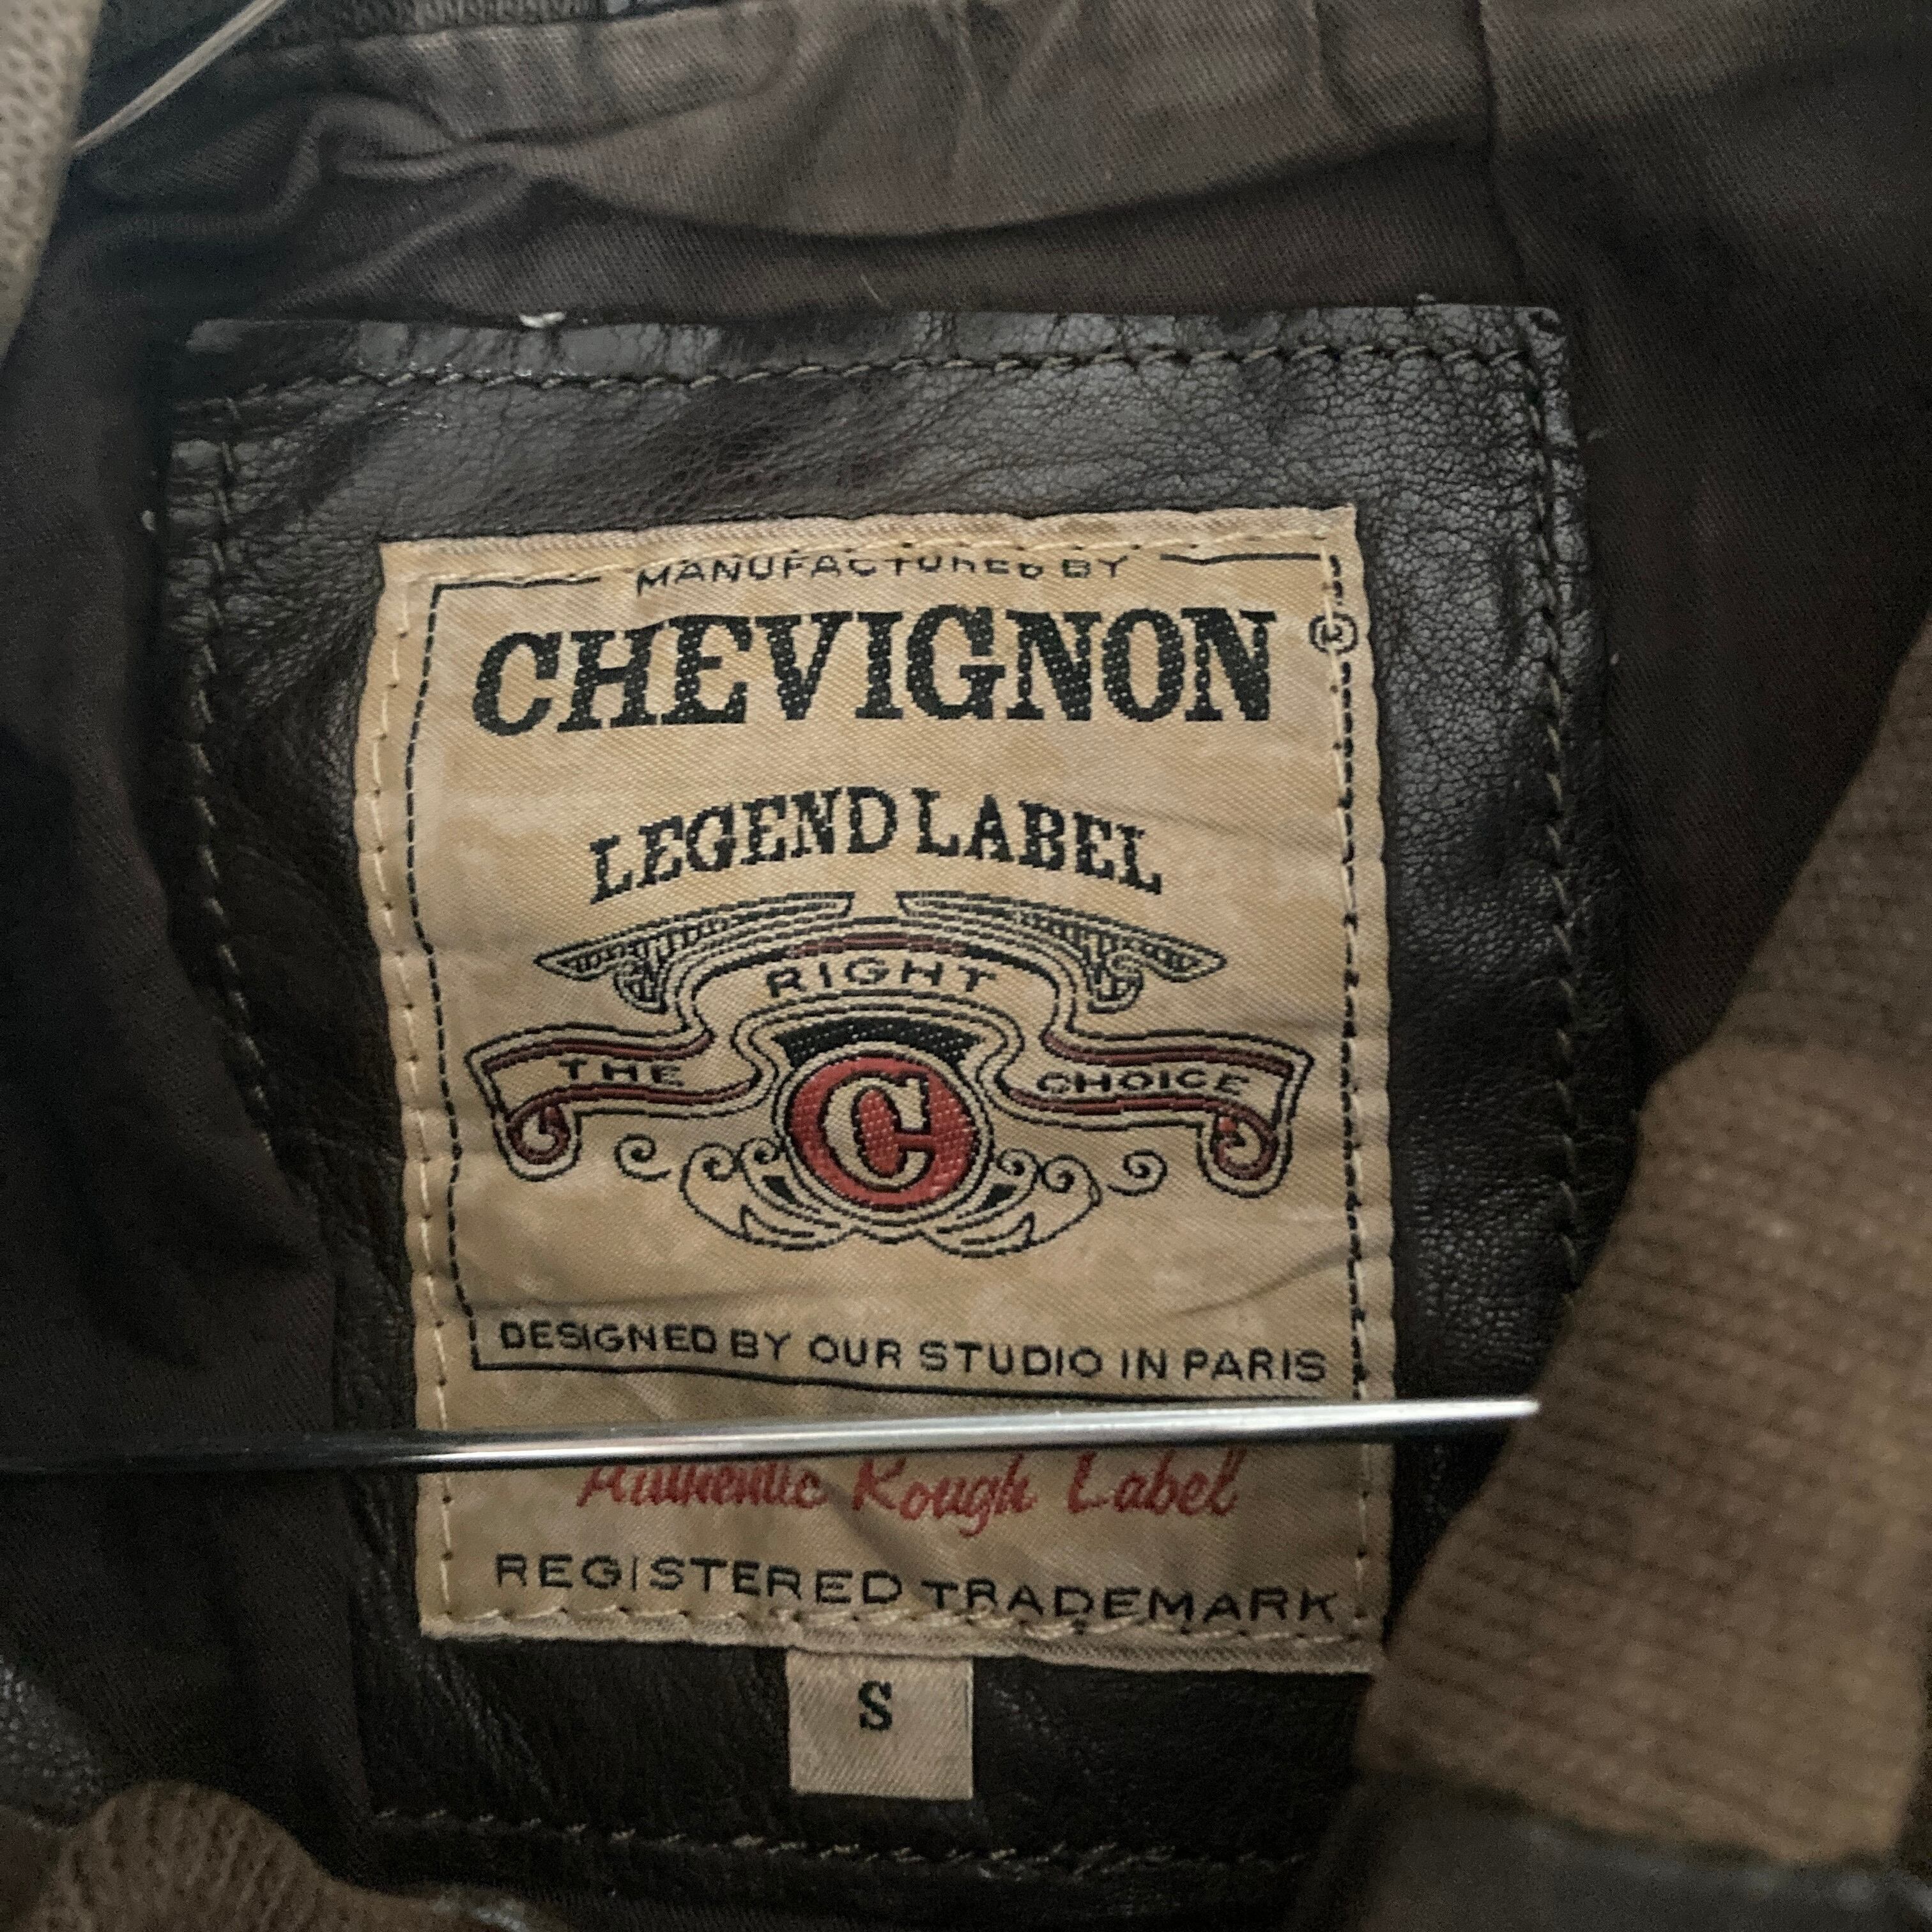 MANUFACTURED BY
CHEVIGNON ®
LEGEND LABEL
THE RIGHT CHOICE
C
DESIGNED BY OUR STUDIO IN PARIS
Authentic Rough Label
REGISTERED TRADEMARK
S